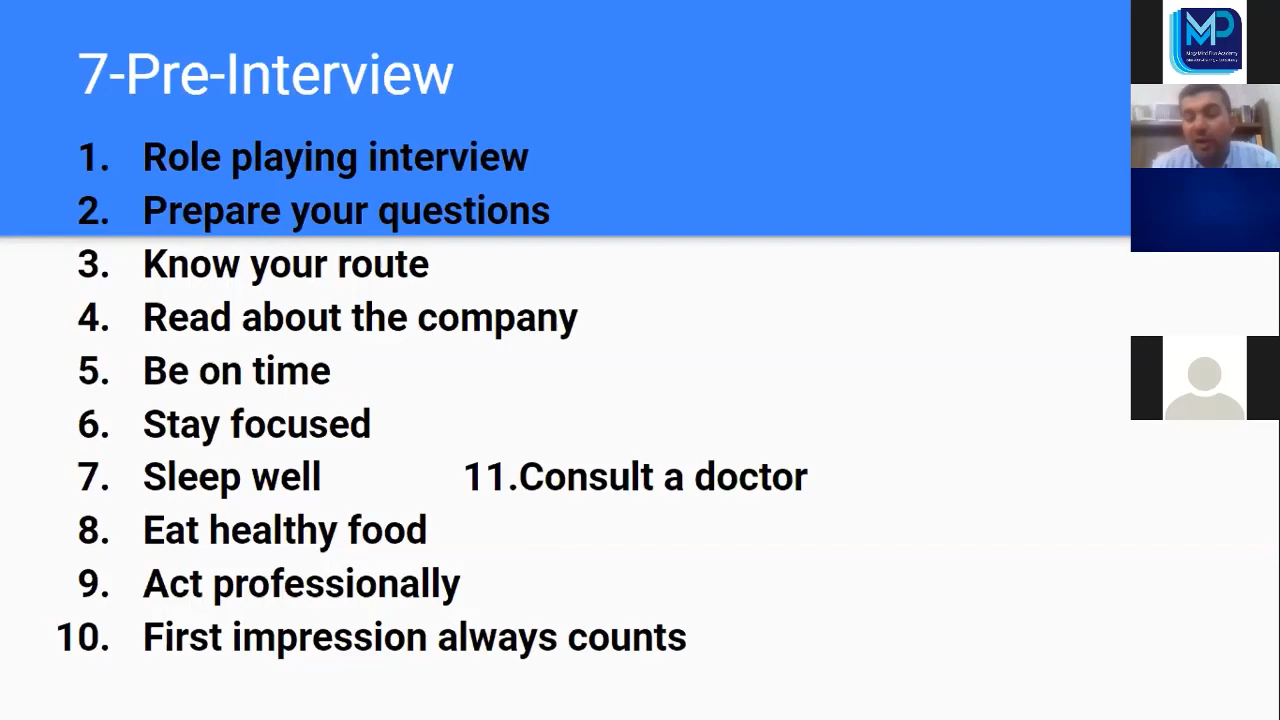 7-Pre-Interview
1. Role playing interview
2. Prepare your questions
3. Know your route
4. Read about the company
5. Be on time
6. Stay focused
7. Sleep well 11.Consult a doctor
8. Eat healthy food
9. Act professionally
10. First impression always counts
MP